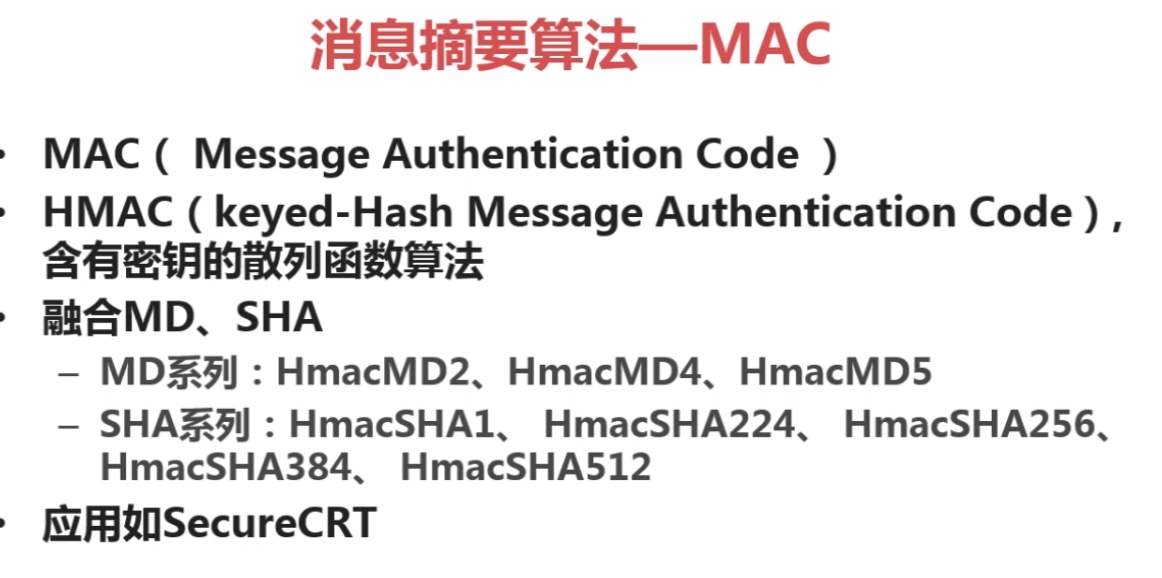 消息摘要算法—MAC
• MAC（ Message Authentication Code ）
• HMAC（keyed-Hash Message Authentication Code），
含有密钥的散列函数算法
• 融合MD、SHA
– MD系列：HmacMD2、HmacMD4、HmacMD5
– SHA系列：HmacSHA1、 HmacSHA224、 HmacSHA256、
HmacSHA384、 HmacSHA512
• 应用如SecureCRT